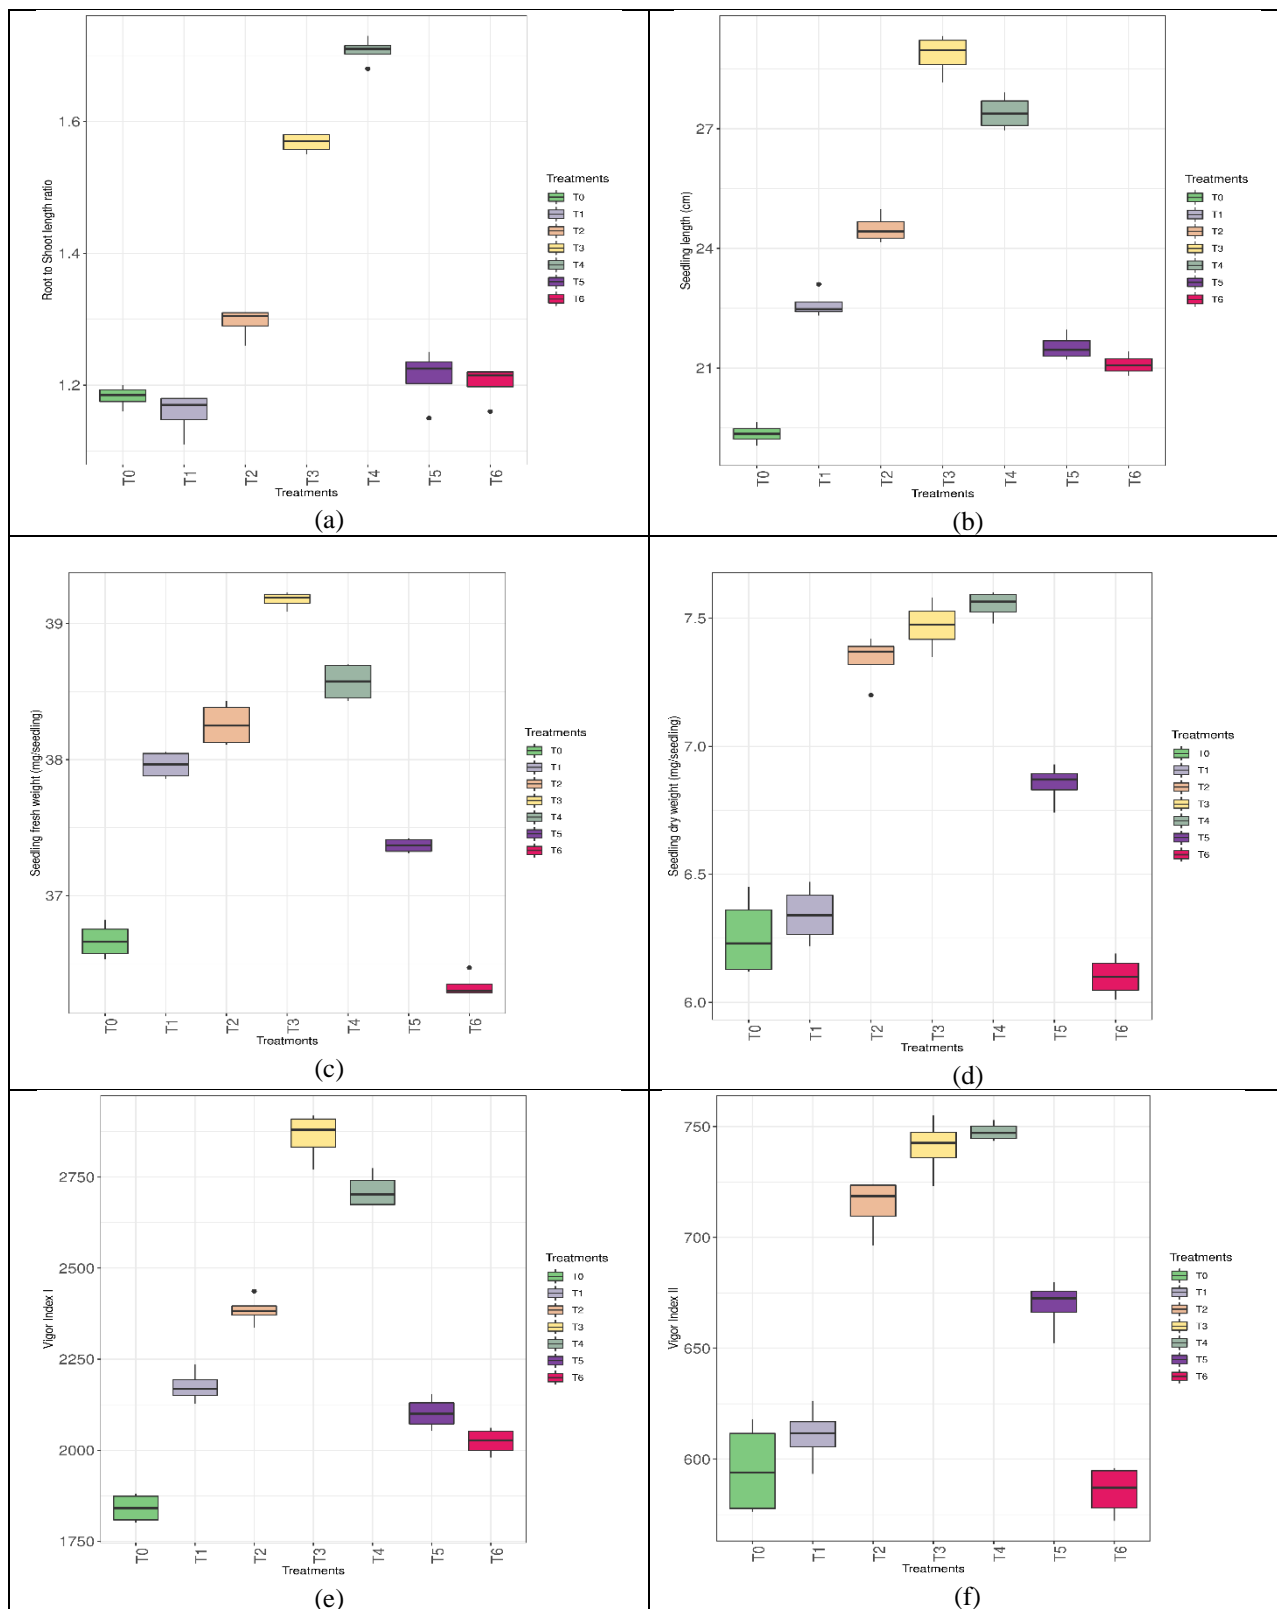 Root to Shoot length ratio
1.6
1.4
1.2
T0 T1 T2 T3 T4 T5 T6
Treatments
Treatments
T0
T1
T2
T3
T4
T5
T6
(a)
Seedling length (cm)
27
24
21
T0 T1 T2 T3 T4 T5 T6
Treatments
Treatments
T0
T1
T2
T3
T4
T5
T6
(b)
Seedling fresh weight (mg/seedling)
39
38
37
T0 T1 T2 T3 T4 T5 T6
Treatments
Treatments
T0
T1
T2
T3
T4
T5
T6
(c)
Seedling dry weight (mg/seedling)
7.5
7.0
6.5
6.0
T0 T1 T2 T3 T4 T5 T6
Treatments
Treatments
T0
T1
T2
T3
T4
T5
T6
(d)
Vigor Index I
2750
2500
2250
2000
1750
T0 T1 T2 T3 T4 T5 T6
Treatments
Treatments
T0
T1
T2
T3
T4
T5
T6
(e)
Vigor Index II
750
700
650
600
T0 T1 T2 T3 T4 T5 T6
Treatments
Treatments
T0
T1
T2
T3
T4
T5
T6
(f)